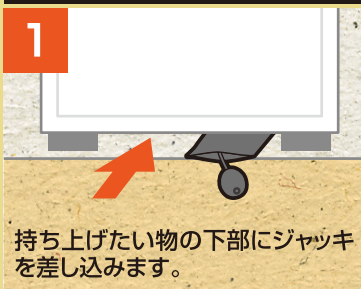 1
持ち上げたい物の下部にジャッキ
を差し込みます。